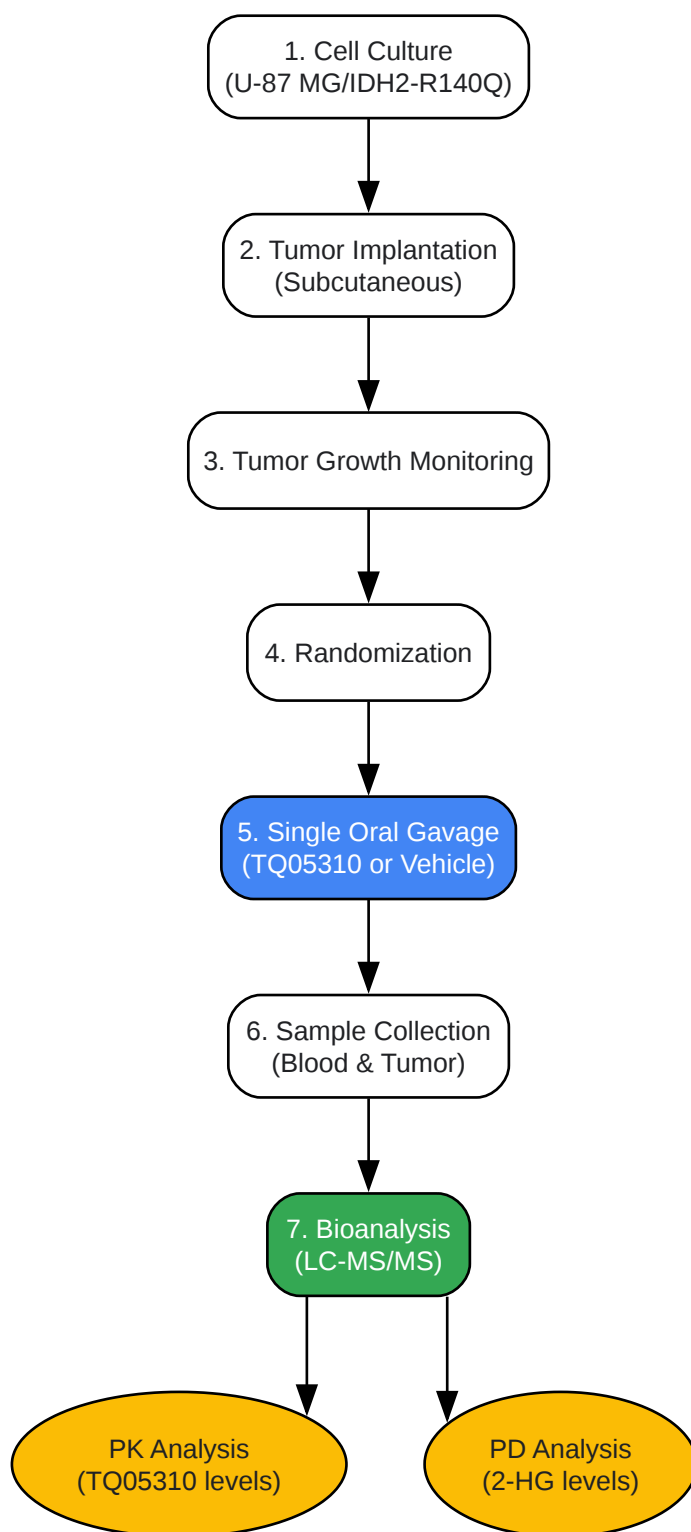 1. Cell Culture
(U-87 MG/IDH2-R140Q)
2. Tumor Implantation
(Subcutaneous)
3. Tumor Growth Monitoring
4. Randomization
5. Single Oral Gavage
(TQ05310 or Vehicle)
6. Sample Collection
(Blood & Tumor)
7. Bioanalysis
(LC-MS/MS)
PK Analysis
(TQ05310 levels)
PD Analysis
(2-HG levels)